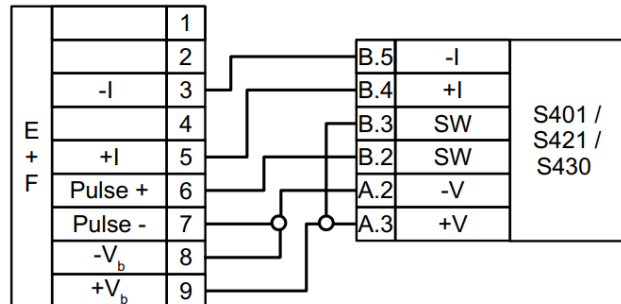 1
2 B.5 -I
-I 3 B.4 +I
4 B.3 SW
E + F +I 5 B.2 SW S401 / S421 / S430
Pulse + 6 A.2 -V
Pulse - 7 A.3 +V
-Vb 8
+Vb 9